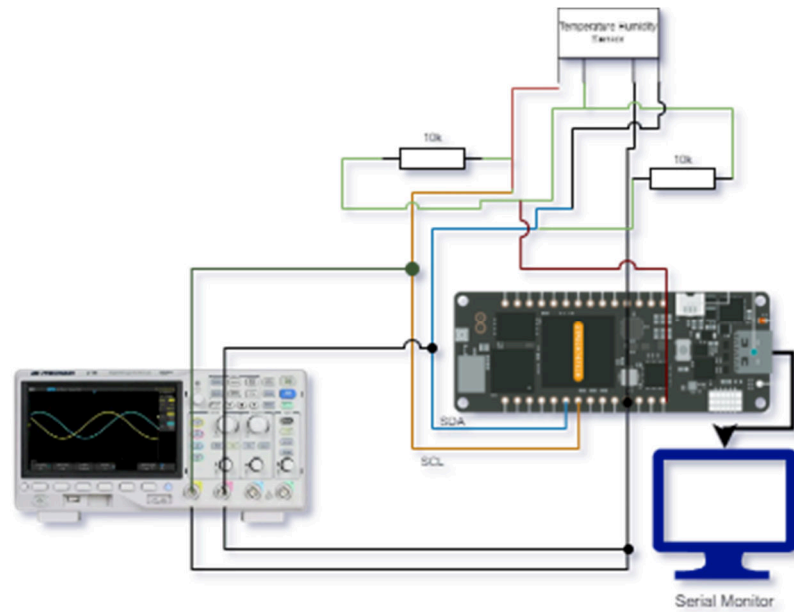 Temperature Humidity
Sensor
10k
10k
SDA
SCL
Serial Monitor